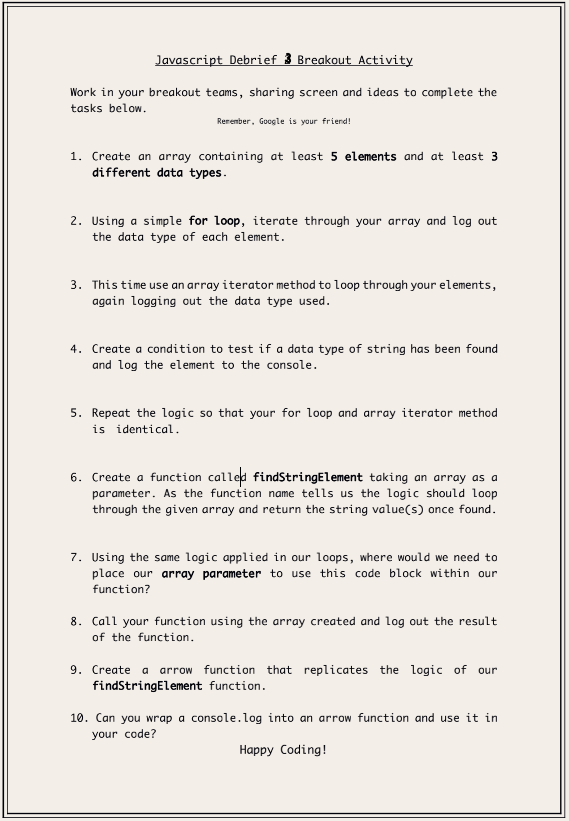 Javascript Debrief 3 Breakout Activity
Work in your breakout teams, sharing screen and ideas to complete the
tasks below.
Remember, Google is your friend!
1. Create an array containing at least 5 elements and at least 3
different data types.
2. Using a simple for loop, iterate through your array and log out
the data type of each element.
3. This time use an array iterator method to loop through your elements,
again logging out the data type used.
4. Create a condition to test if a data type of string has been found
and log the element to the console.
5. Repeat the logic so that your for loop and array iterator method
is identical.
6. Create a function called findStringElement taking an array as a
parameter. As the function name tells us the logic should loop
through the given array and return the string value(s) once found.
7. Using the same logic applied in our loops, where would we need to
place our array parameter to use this code block within our
function?
8. Call your function using the array created and log out the result
of the function.
9. Create a arrow function that replicates the logic of our
findStringElement function.
10. Can you wrap a console.log into an arrow function and use it in
your code?
Happy Coding!